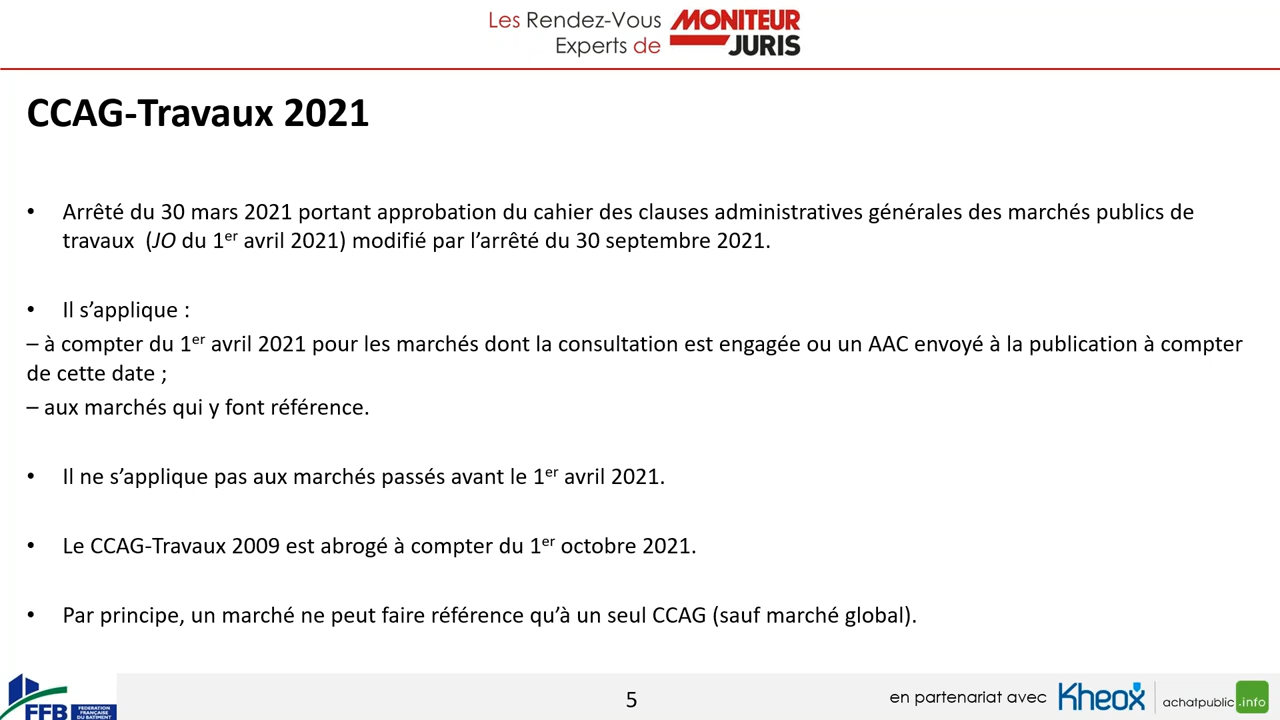 Les Rendez-Vous
Experts de
MONITEUR
JURIS
CCAG-Travaux 2021
• Arrêté du 30 mars 2021 portant approbation du cahier des clauses administratives générales des marchés publics de
travaux (JO du 1er avril 2021) modifié par l’arrêté du 30 septembre 2021.
• Il s’applique :
– à compter du 1er avril 2021 pour les marchés dont la consultation est engagée ou un AAC envoyé à la publication à compter
de cette date ;
– aux marchés qui y font référence.
• Il ne s’applique pas aux marchés passés avant le 1er avril 2021.
• Le CCAG-Travaux 2009 est abrogé à compter du 1er octobre 2021.
• Par principe, un marché ne peut faire référence qu’à un seul CCAG (sauf marché global).
FFB
FEDERATION
FRANÇAISE
DU BATIMENT
5
en partenariat avec
Kheox
achatpublic.info